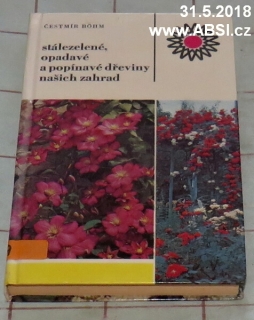 31.5.2018
www.ABSI.cz
ČESTMÍR BÖHM
stálezelené,
opadavé
a popínavé dřeviny
našich zahrad